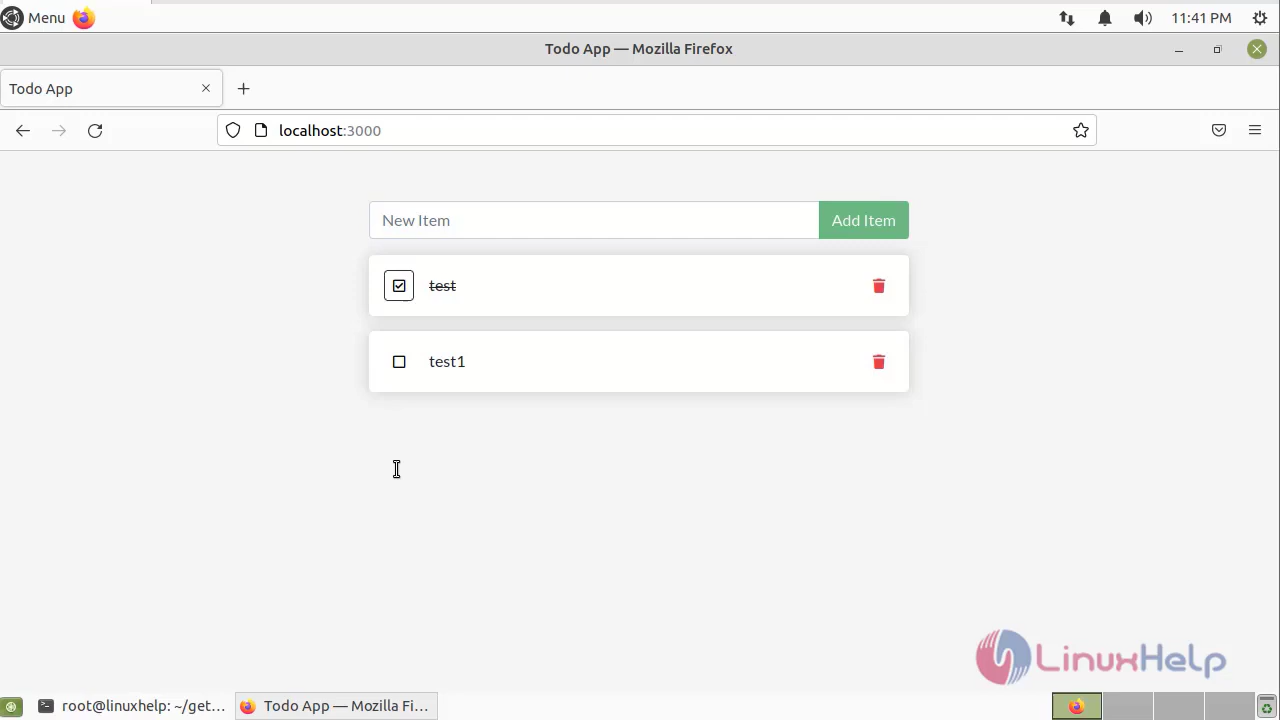 Menu
11:41 PM
Todo App — Mozilla Firefox
Todo App
localhost:3000
New Item
Add Item
test
test1
LinuxHelp
root@linuxhelp: ~/get...
Todo App — Mozilla Fi...